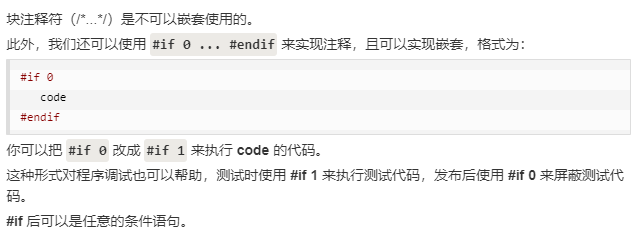 块注释符（/*...*/）是不可以嵌套使用的。
此外，我们还可以使用 #if 0 ... #endif 来实现注释，且可以实现嵌套，格式为：
#if 0
   code
#endif
你可以把 #if 0 改成 #if 1 来执行 code 的代码。
这种形式对程序调试也可以帮助，测试时使用 #if 1 来执行测试代码，发布后使用 #if 0 来屏蔽测试代
码。
#if 后可以是任意的条件语句。